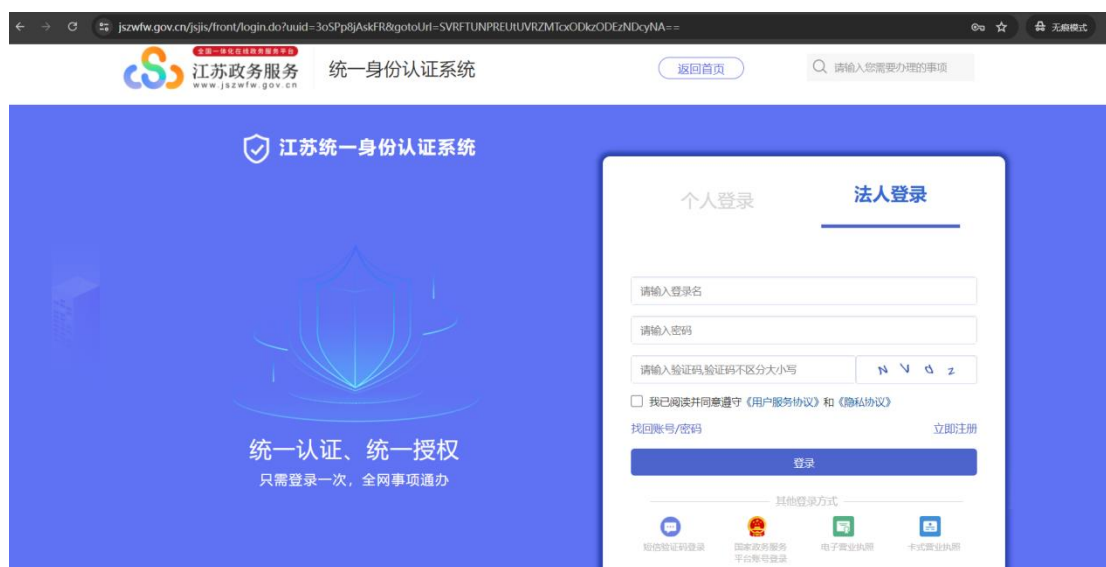 jszwfw.gov.cn/jsjis/front/login.do?uuid=3oSPp8jAskFR&gotoUrl=SVRFTUNPREUtUVRZMTcxODkzODEzNDcyNA==
无痕模式
全国一体化在线政务服务平台
江苏政务服务
www.jszwfw.gov.cn
统一身份认证系统
返回首页
请输入您需要办理的事项
江苏统一身份认证系统
个人登录
法人登录
请输入登录名
请输入密码
请输入验证码,验证码不区分大小写
N V d z
我已阅读并同意遵守《用户服务协议》和《隐私协议》
找回账号/密码
立即注册
登录
统一认证、统一授权
只需登录一次，全网事项通办
其他登录方式
短信验证码登录
国家政务服务
平台账号登录
电子营业执照
卡式营业执照